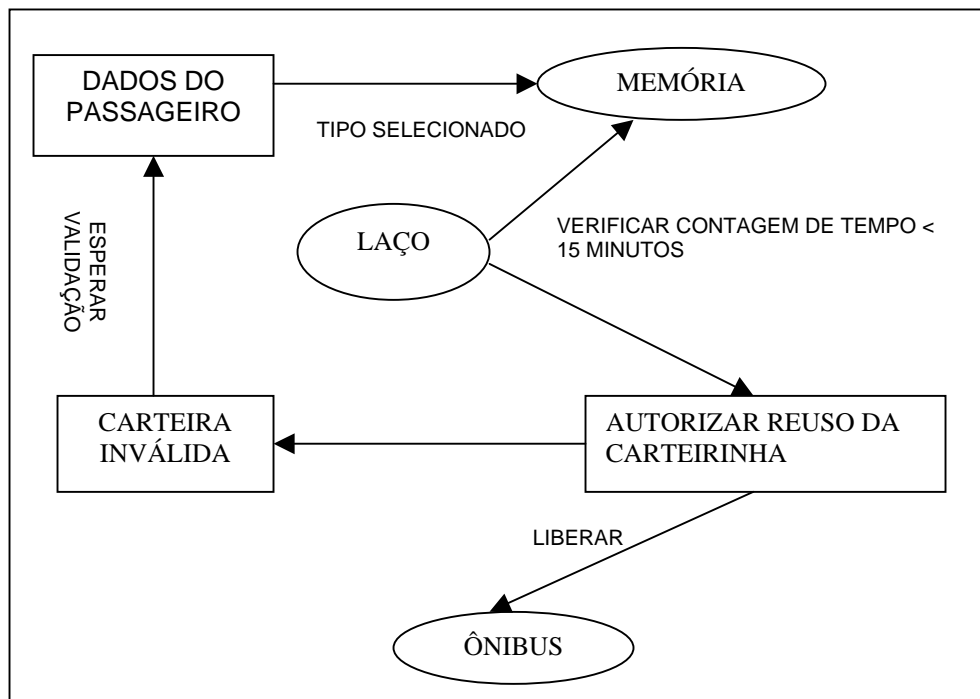 DADOS DO
PASSAGEIRO
MEMÓRIA
TIPO SELECIONADO
LAÇO
VERIFICAR CONTAGEM DE TEMPO <
15 MINUTOS
ESPERAR
VALIDAÇÃO
CARTEIRA
INVÁLIDA
AUTORIZAR REUSO DA
CARTEIRINHA
LIBERAR
ÔNIBUS